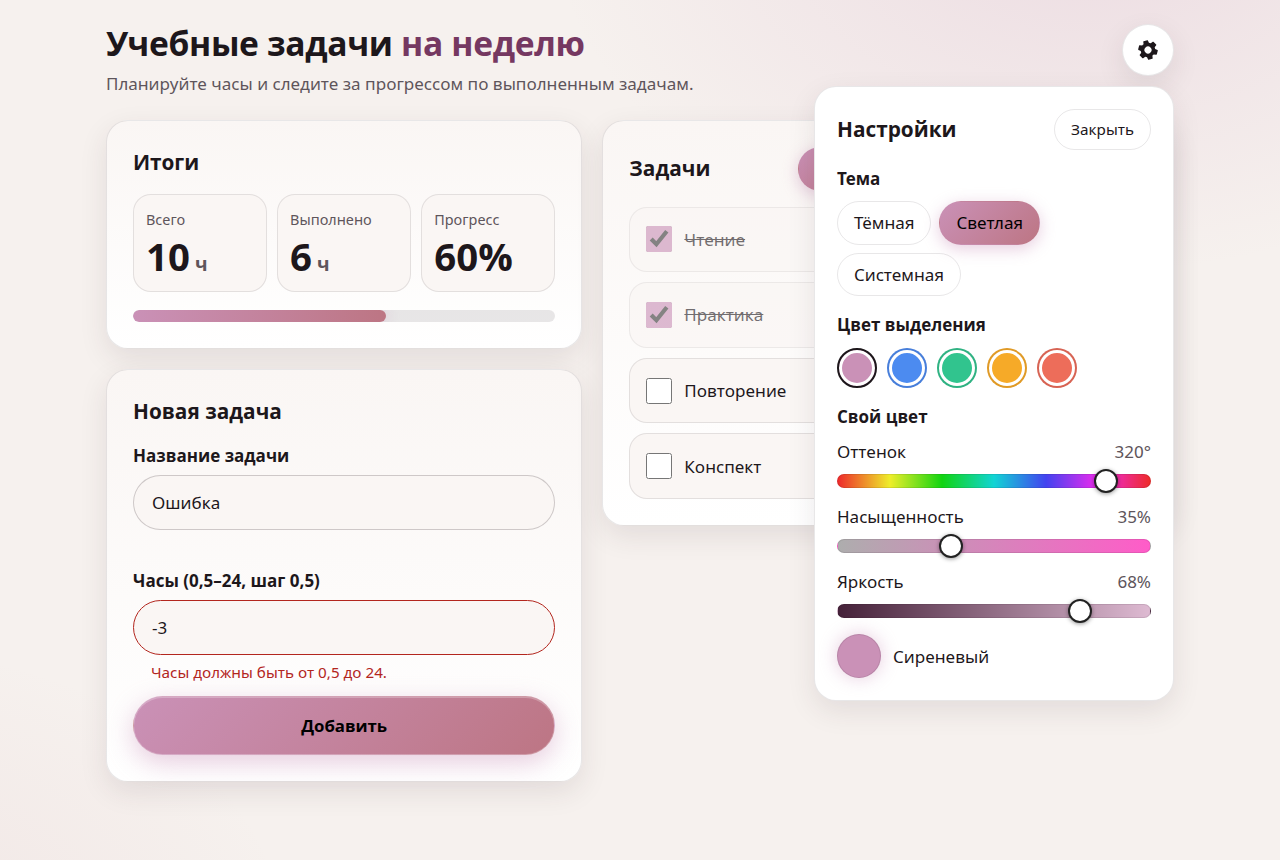 Учебные задачи на неделю
Планируйте часы и следите за прогрессом по выполненным задачам.
Итоги
Всего
10 ч
Выполнено
6 ч
Прогресс
60%
Новая задача
Название задачи
Ошибка
Часы (0,5–24, шаг 0,5)
-3
Часы должны быть от 0,5 до 24.
Добавить
Задачи
Чтение
Практика
Повторение
Конспект
Настройки
Закрыть
Тема
Тёмная
Светлая
Системная
Цвет выделения
Свой цвет
Оттенок
320°
Насыщенность
35%
Яркость
68%
Сиреневый